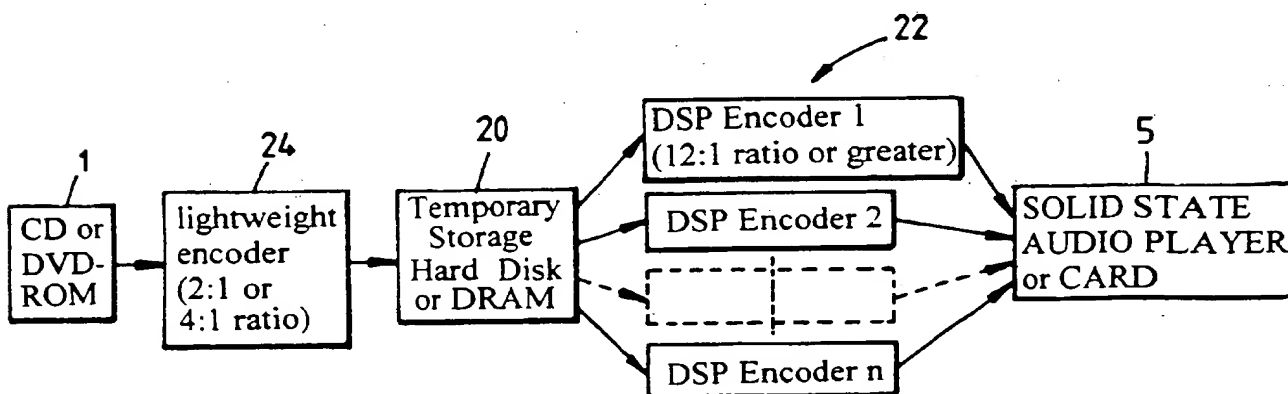 1
CD or
DVD-
ROM
24
lightweight
encoder
(2:1 or
4:1 ratio)
20
Temporary
Storage
Hard Disk
or DRAM
22
DSP Encoder 1
(12:1 ratio or greater)
DSP Encoder 2
DSP Encoder n
5
SOLID STATE
AUDIO PLAYER
or CARD